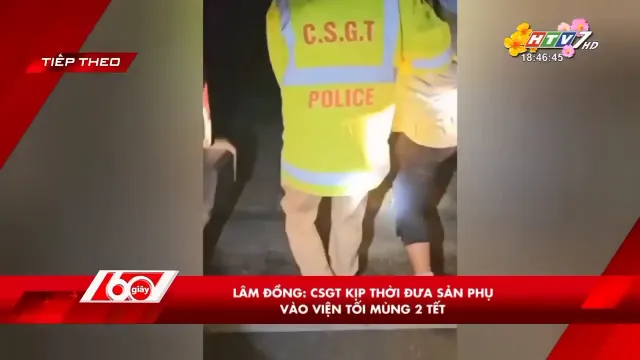 TIẾP THEO
HTV7 HD
18:46:45
C.S.G.T
POLICE
60 giây
LÂM ĐỒNG: CSGT KỊP THỜI ĐƯA SẢN PHỤ
VÀO VIỆN TỐI MÙNG 2 TẾT